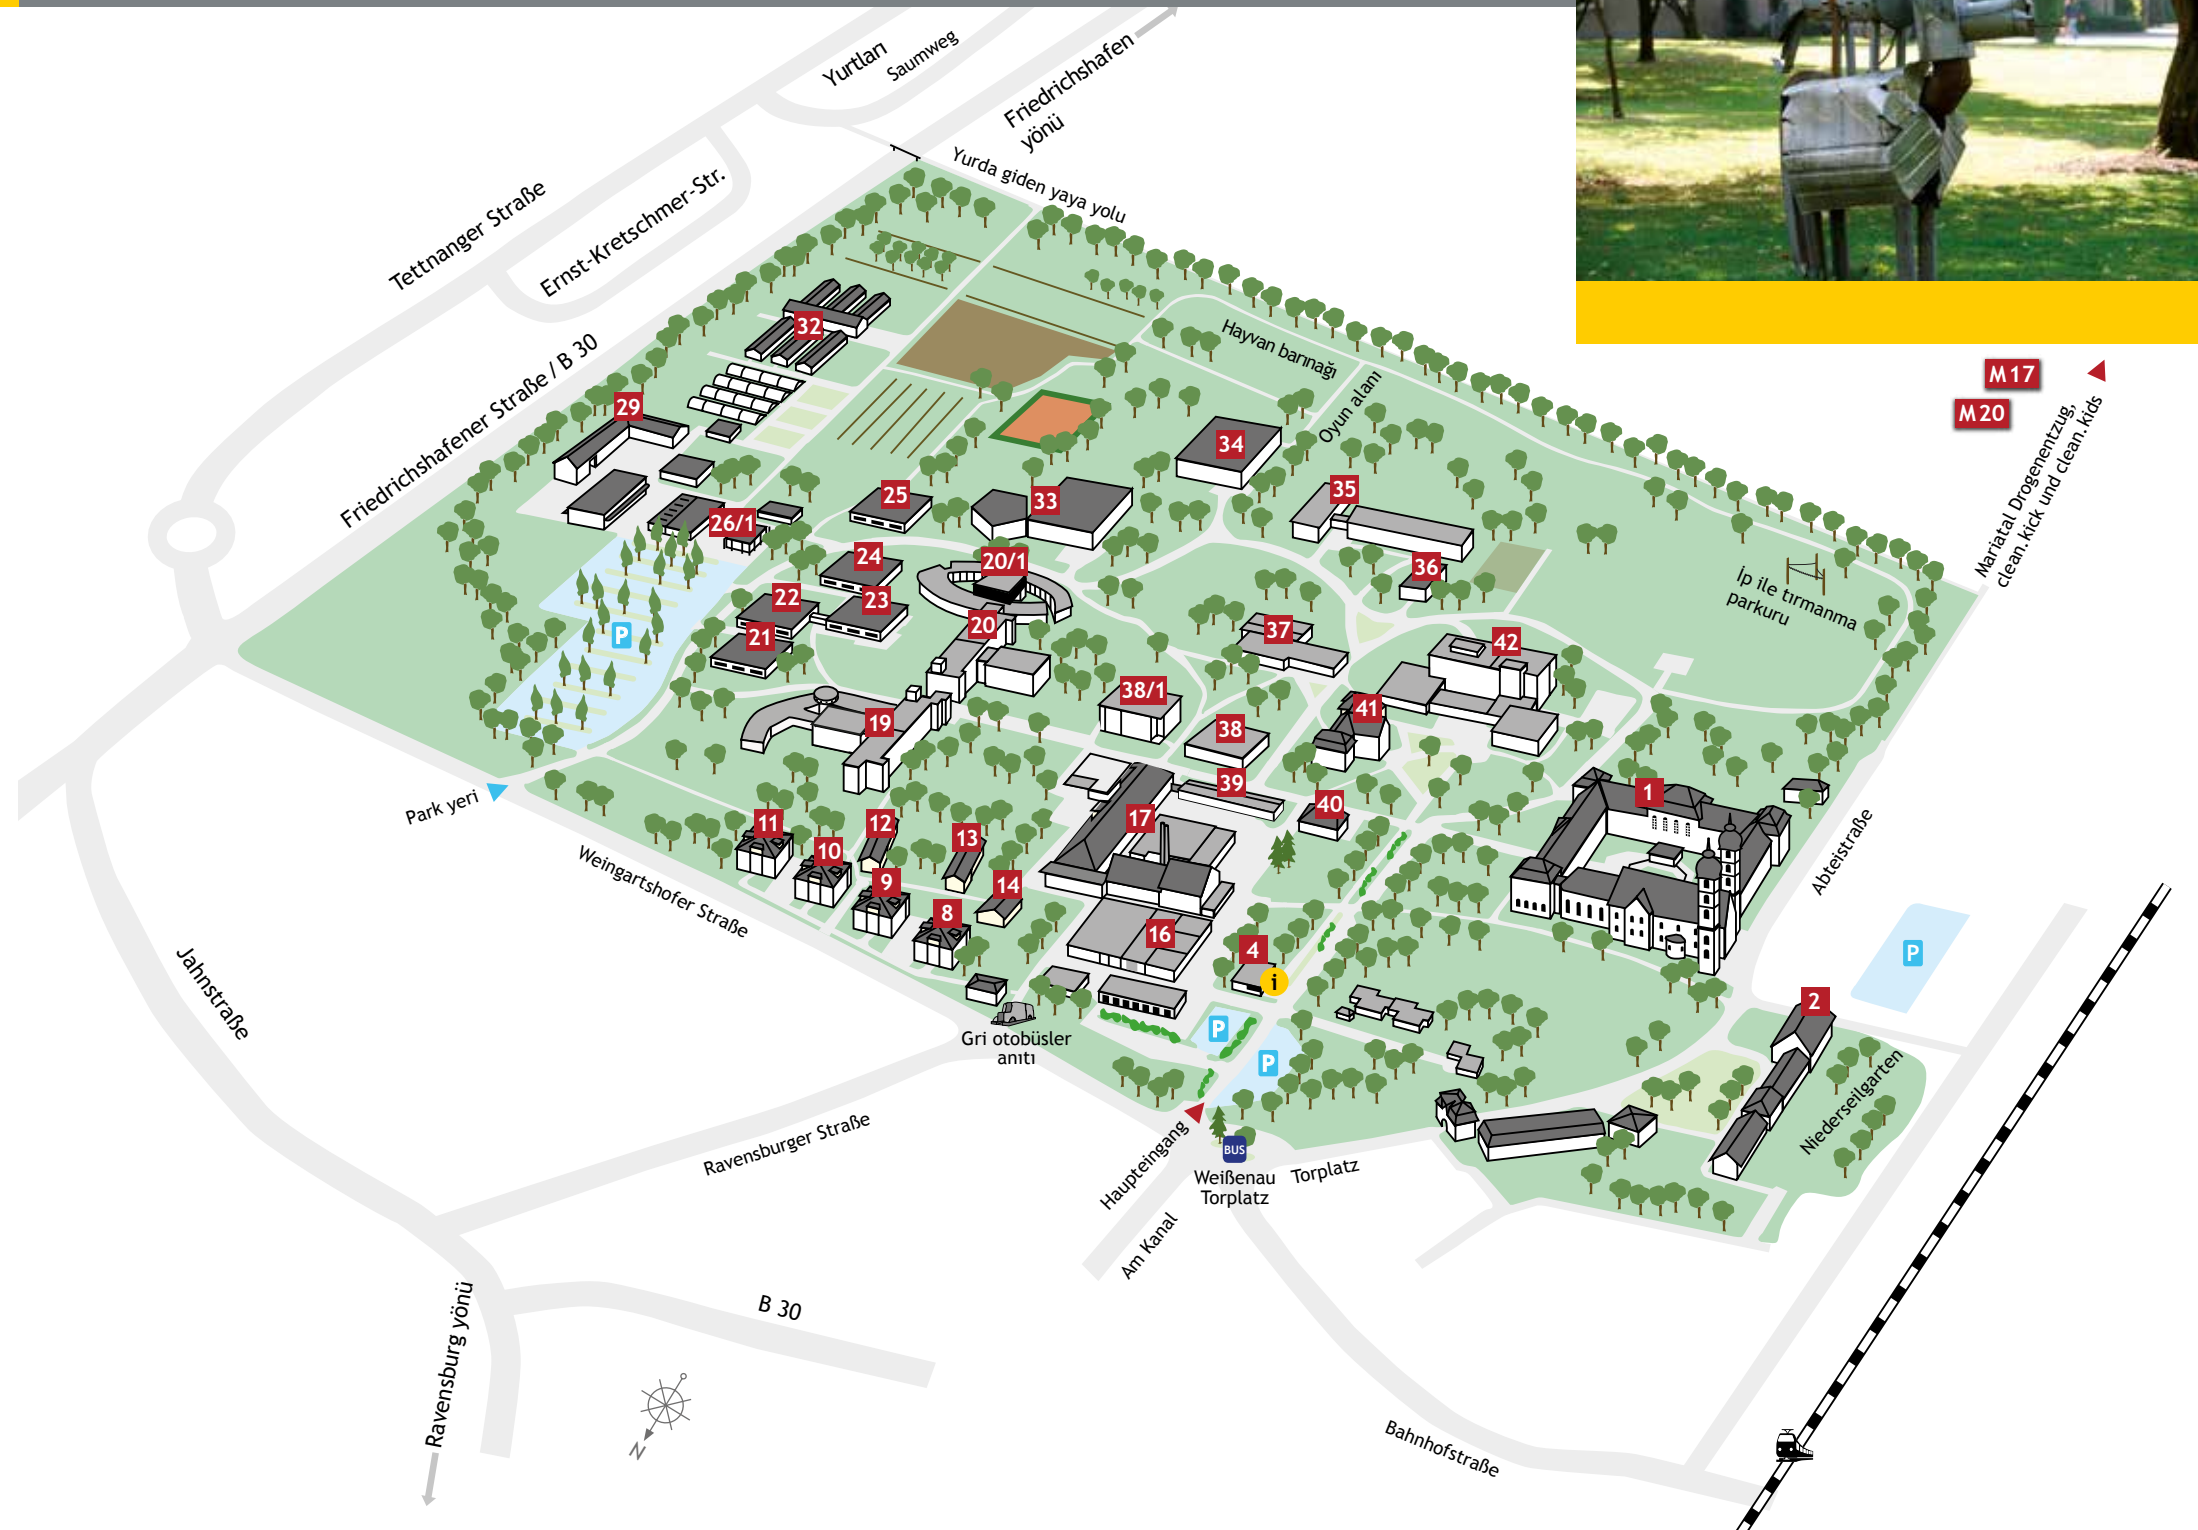 Yurtları
Saumweg
Friedrichshafen
yönü
Yurda giden yaya yolu
Tettnanger Straße
Ernst-Kretschmer-Str.
Friedrichshafener Straße / B 30
Hayvan barınağı
Oyun alanı
M 17
M 20
Mariatal Drogenentzug,
clean.kick und clean.kids
İp ile tırmanma
parkuru
32
29
34
35
25
33
26/1
24
20/1
36
22
23
20
37
42
21
P
38/1
41
19
38
39
40
1
Park yeri
17
11
12
13
10
9
14
8
16
4
i
Weingartshofer Straße
Abteistraße
P
2
Jahnstraße
Gri otobüsler
anıtı
P
P
Niederseilgarten
Ravensburger Straße
Haupteingang
BUS
Weißenau
Torplatz
Torplatz
Am Kanal
B 30
Ravensburg yönü
N
Bahnhofstraße